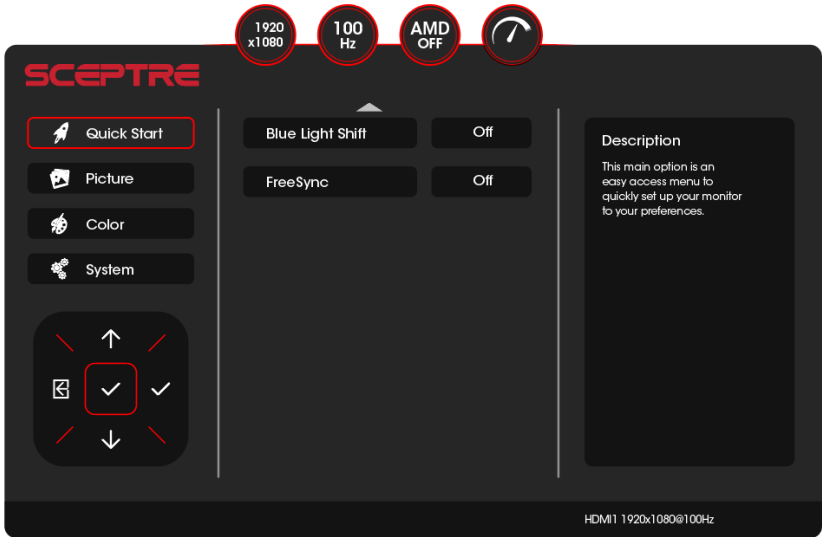 1920
x1080
100
Hz
AMD
OFF
SCEPTRE
Quick Start
Picture
Color
System
Blue Light Shift
Off
FreeSync
Off
Description
This main option is an
easy access menu to
quickly set up your monitor
to your preferences.
HDMI1 1920x1080@100Hz